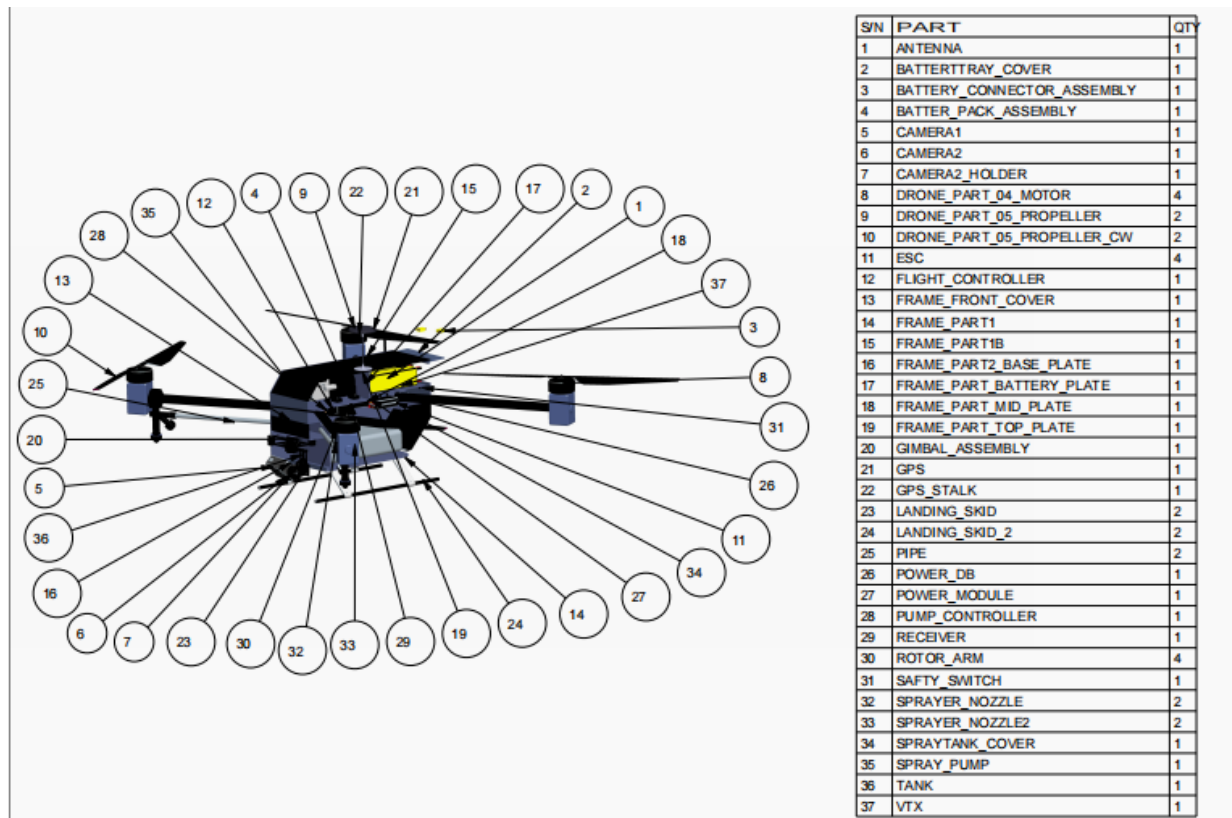 35
12
4
9
22
21
15
17
2
1
28
18
13
37
10
3
25
8
20
31
5
26
36
11
16
34
6
7
23
30
32
33
29
19
24
14
27
S/N PART QTY
1 ANTENNA 1
2 BATTERTTRAY_COVER 1
3 BATTERY_CONNECTOR_ASSEMBLY 1
4 BATTER_PACK_ASSEMBLY 1
5 CAMERA1 1
6 CAMERA2 1
7 CAMERA2_HOLDER 1
8 DRONE_PART_04_MOTOR 4
9 DRONE_PART_05_PROPELLER 2
10 DRONE_PART_05_PROPELLER_CW 2
11 ESC 4
12 FLIGHT_CONTROLLER 1
13 FRAME_FRONT_COVER 1
14 FRAME_PART1 1
15 FRAME_PART1B 1
16 FRAME_PART2_BASE_PLATE 1
17 FRAME_PART_BATTERY_PLATE 1
18 FRAME_PART_MID_PLATE 1
19 FRAME_PART_TOP_PLATE 1
20 GIMBAL_ASSEMBLY 1
21 GPS 1
22 GPS_STALK 1
23 LANDING_SKID 2
24 LANDING_SKID_2 2
25 PIPE 2
26 POWER_DB 1
27 POWER_MODULE 1
28 PUMP_CONTROLLER 1
29 RECEIVER 1
30 ROTOR_ARM 4
31 SAFTY_SWITCH 1
32 SPRAYER_NOZZLE 2
33 SPRAYER_NOZZLE2 2
34 SPRAYTANK_COVER 1
35 SPRAY_PUMP 1
36 TANK 1
37 VTX 1